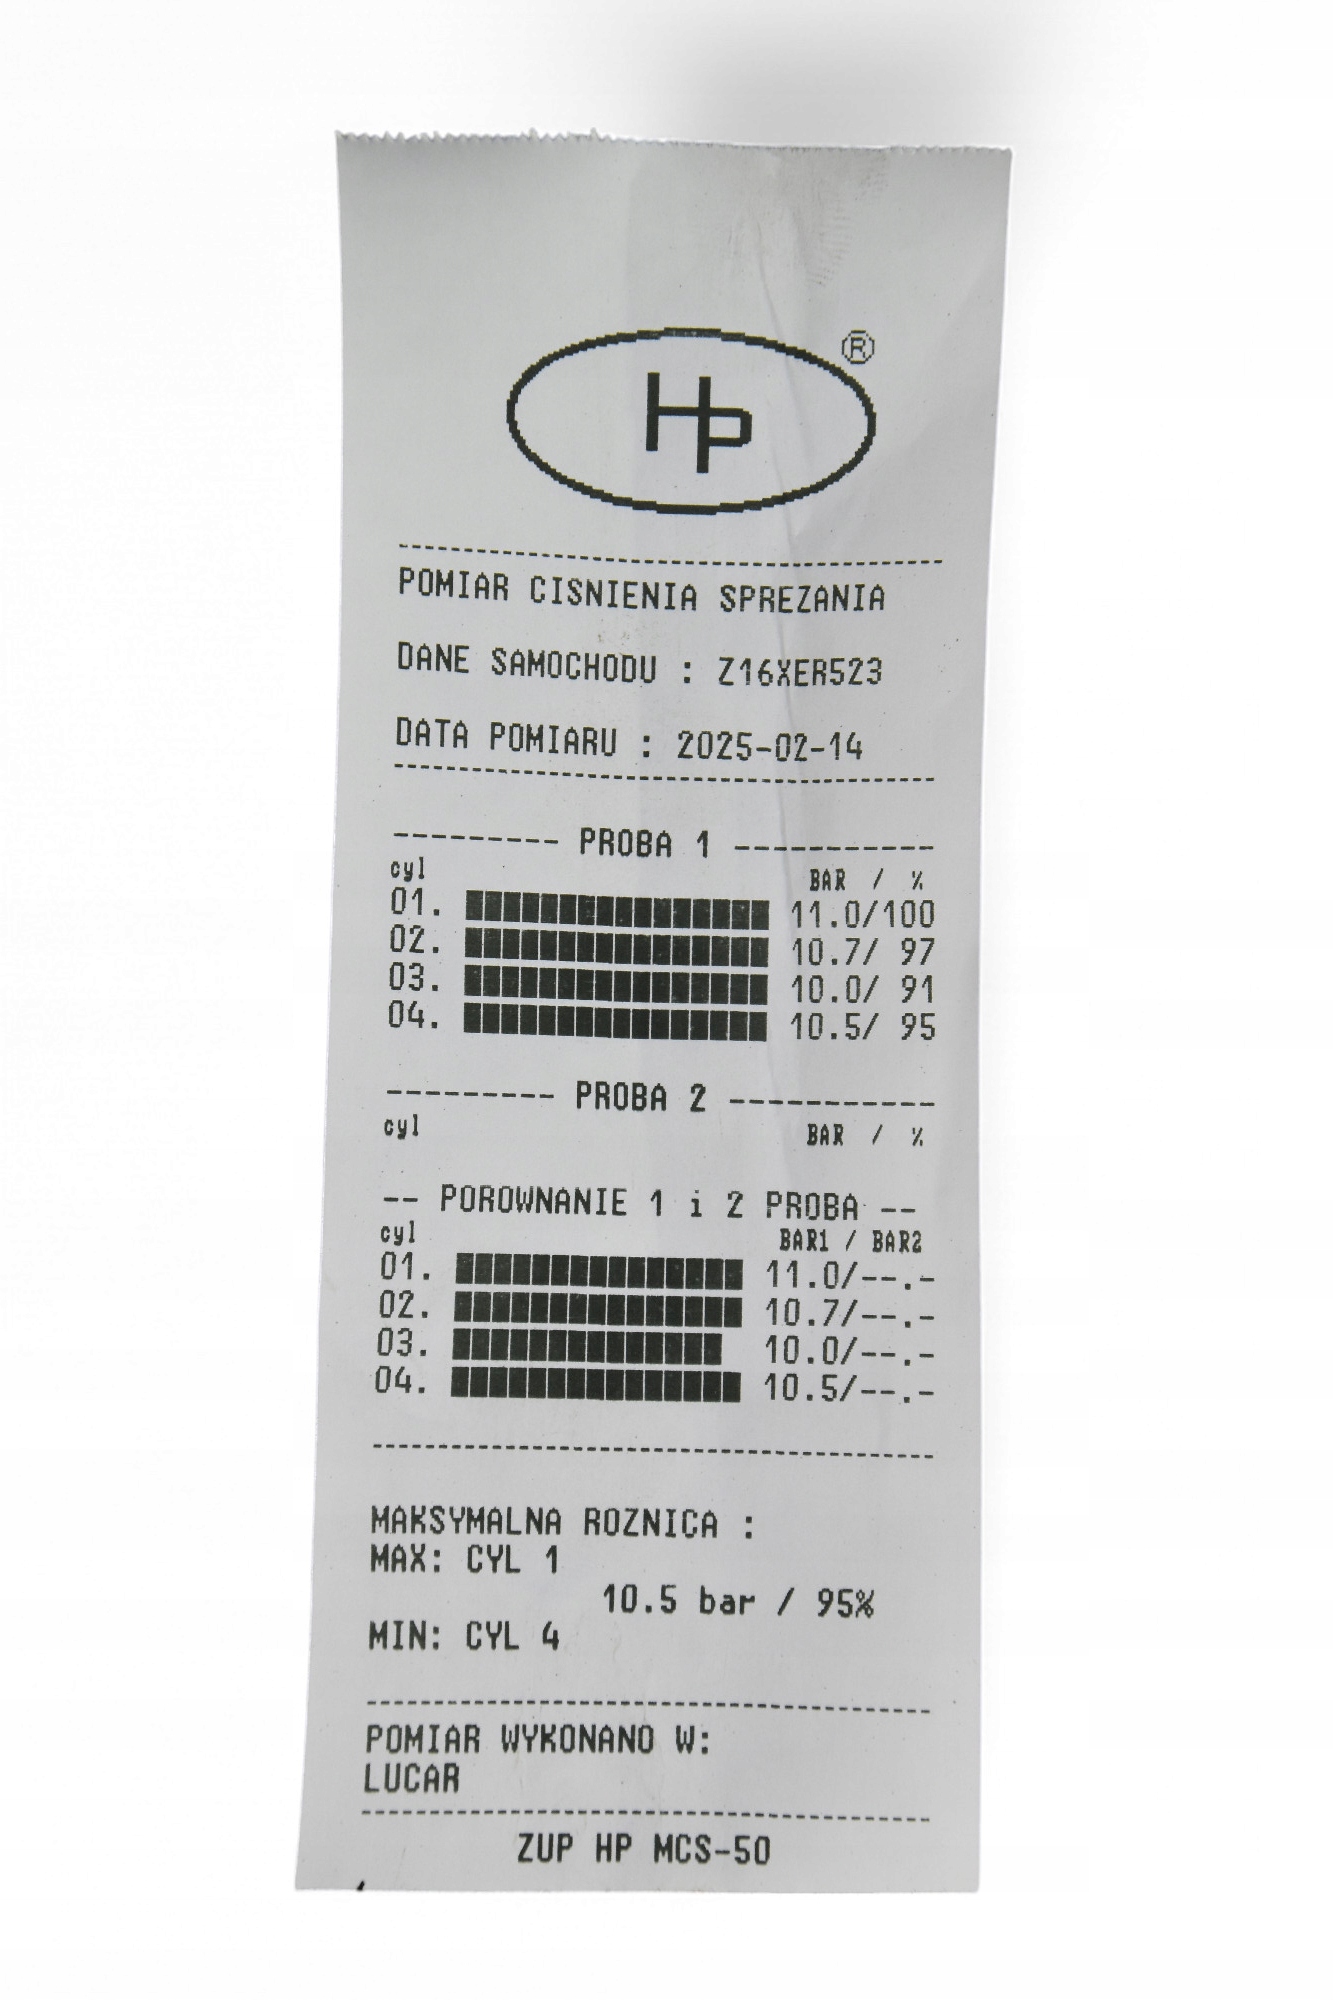 HP ®
POMIAR CISNIENIA SPREZANIA
DANE SAMOCHODU : Z16XER523
DATA POMIARU : 2025-02-14
--------- PROBA 1 -----------
cyl BAR / %
01. 11.0/100
02. 10.7/ 97
03. 10.0/ 91
04. 10.5/ 95
--------- PROBA 2 -----------
cyl BAR / %
-- POROWNANIE 1 i 2 PROBA --
cyl BAR1 / BAR2
01. 11.0/--.-
02. 10.7/--.-
03. 10.0/--.-
04. 10.5/--.-
MAKSYMALNA ROZNICA :
MAX: CYL 1
10.5 bar / 95%
MIN: CYL 4
POMIAR WYKONANO W:
LUCAR
ZUP HP MCS-50